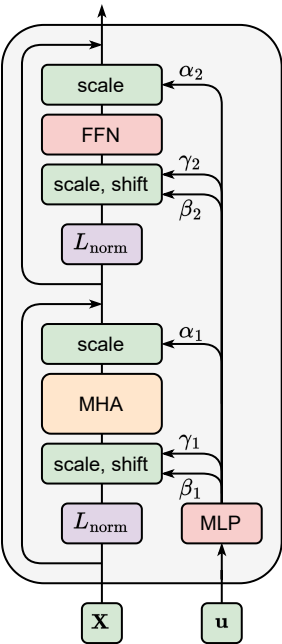 scale
α₂
FFN
γ₂
scale, shift
β₂
Lnorm
scale
α₁
MHA
γ₁
scale, shift
β₁
Lnorm
MLP
X
u